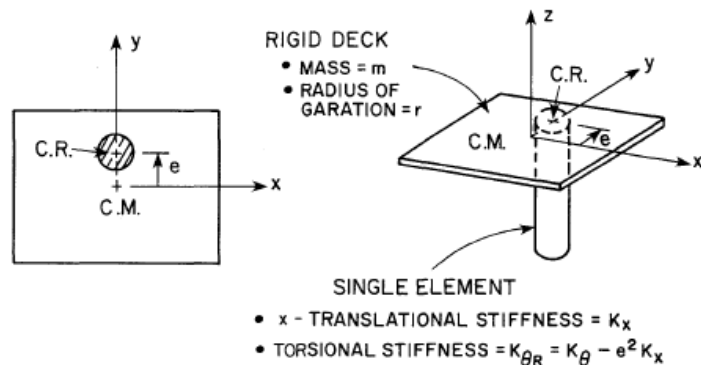 y
C.R.
e
x
C.M.
RIGID DECK
• MASS = m
• RADIUS OF
GARATION = r
z
C.R.
y
C.M.
e
x
SINGLE ELEMENT
• x - TRANSLATIONAL STIFFNESS = Kx
• TORSIONAL STIFFNESS = KθR = Kθ - e² Kx